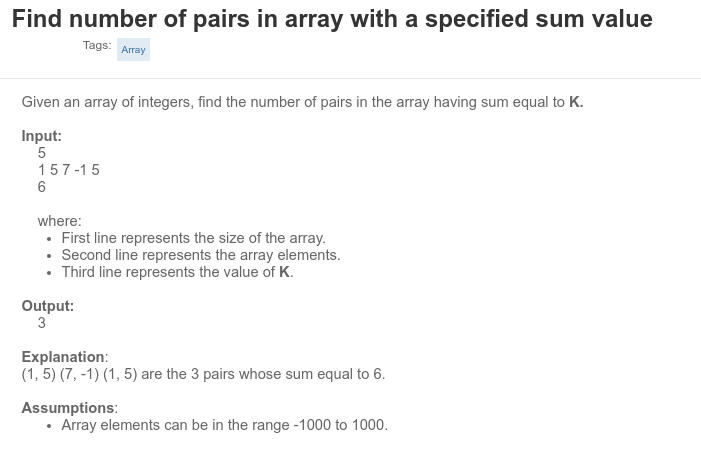 Find number of pairs in array with a specified sum value
Tags: Array
Given an array of integers, find the number of pairs in the array having sum equal to K.
Input:
5
1 5 7 -1 5
6
where:
• First line represents the size of the array.
• Second line represents the array elements.
• Third line represents the value of K.
Output:
3
Explanation:
(1, 5) (7, -1) (1, 5) are the 3 pairs whose sum equal to 6.
Assumptions:
• Array elements can be in the range -1000 to 1000.